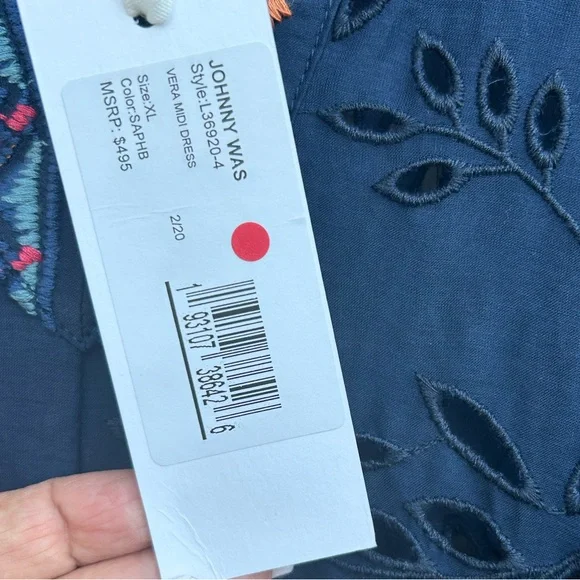 JOHNNY WAS
Style:L36920-4
VERA MIDI DRESS
2/20
Size:XL
Color:SAPHB
MSRP: $495
1 93107 38642 6